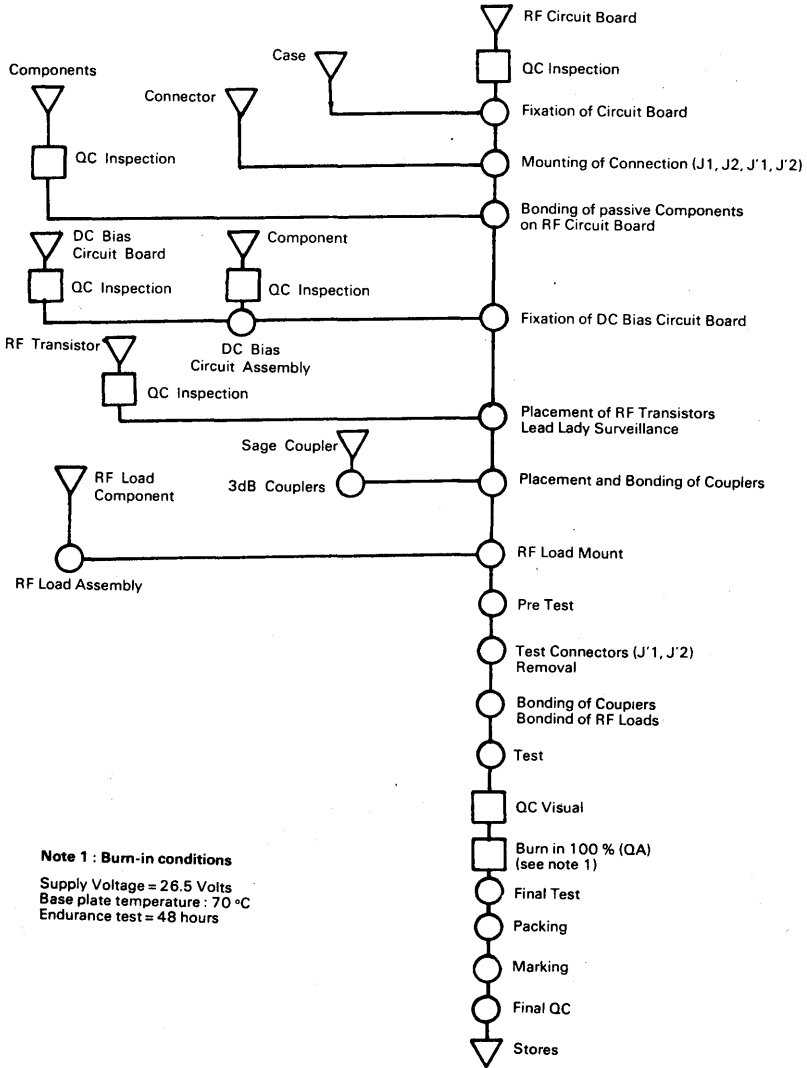 RF Circuit Board
QC Inspection
Case
Components
Connector
Fixation of Circuit Board
QC Inspection
Mounting of Connection (J1, J2, J'1, J'2)
Bonding of passive Components
on RF Circuit Board
DC Bias
Circuit Board
Component
QC Inspection
QC Inspection
Fixation of DC Bias Circuit Board
RF Transistor
DC Bias
Circuit Assembly
QC Inspection
Placement of RF Transistors
Lead Lady Surveillance
Sage Coupler
RF Load
Component
3dB Couplers
Placement and Bonding of Couplers
RF Load Mount
RF Load Assembly
Pre Test
Test Connectors (J'1, J'2)
Removal
Bonding of Coupiers
Bondind of RF Loads
Test
QC Visual
Note 1 : Burn-in conditions
Burn in 100 % (QA)
(see note 1)
Supply Voltage = 26.5 Volts
Base plate temperature : 70 ºC
Endurance test = 48 hours
Final Test
Packing
Marking
Final QC
Stores